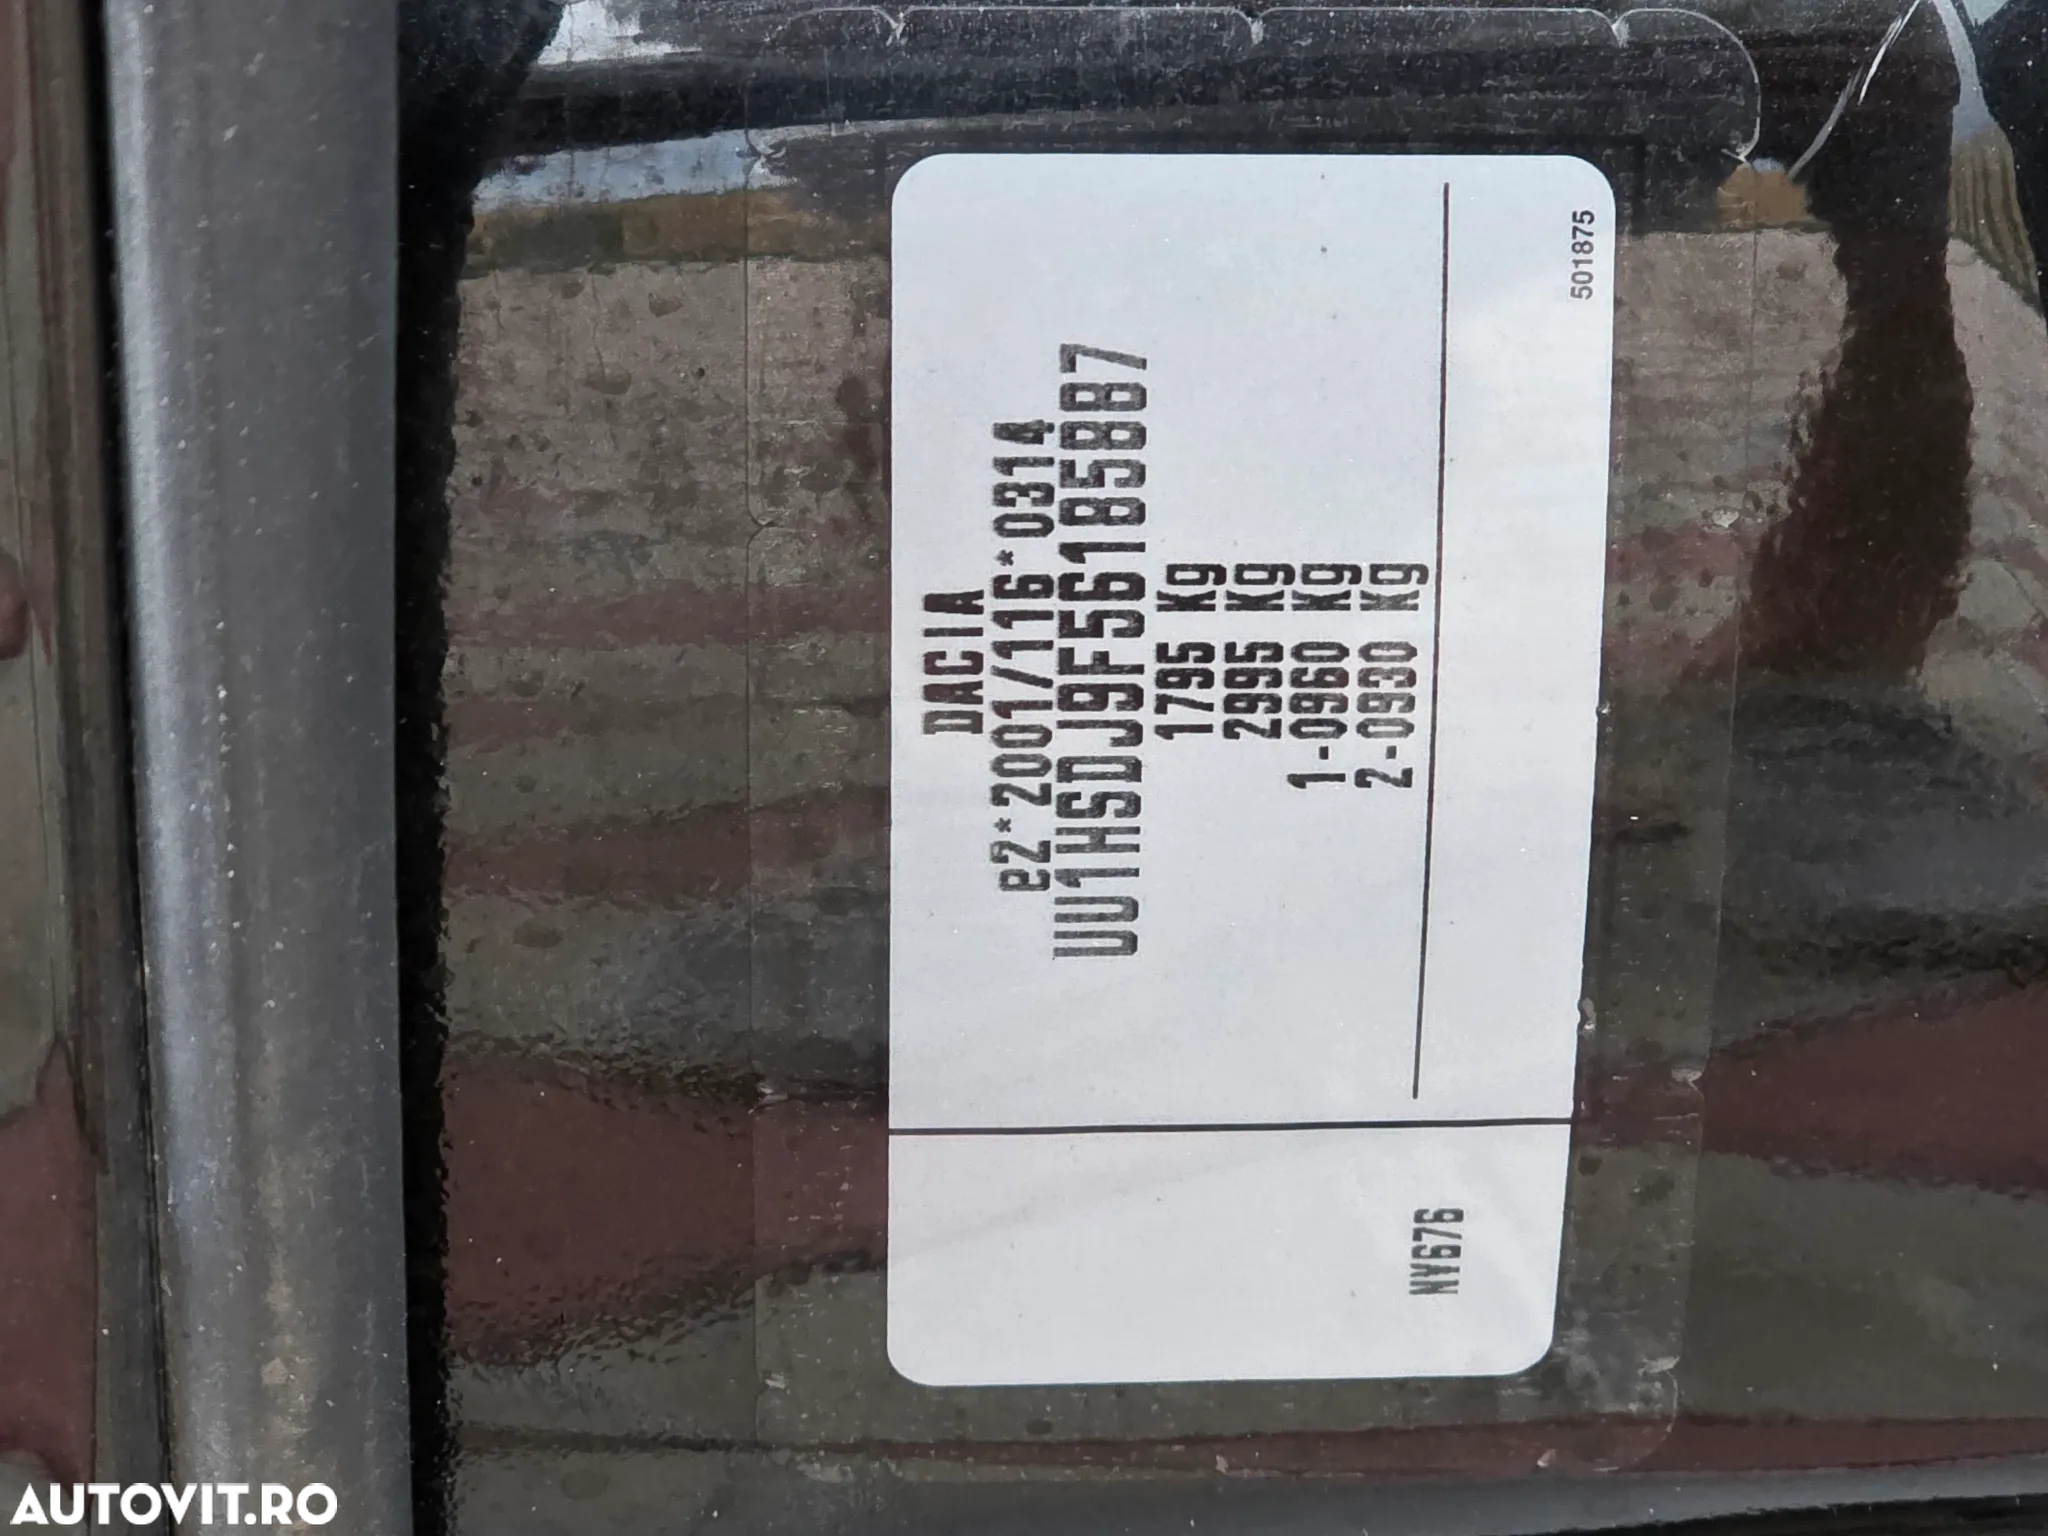 DACIA
e2*2001/116*0314
UU1HSDJ9F56185887
1795 Kg
2995 Kg
1-0960 Kg
2-0930 Kg
501875
NY676
AUTOVIT.RO